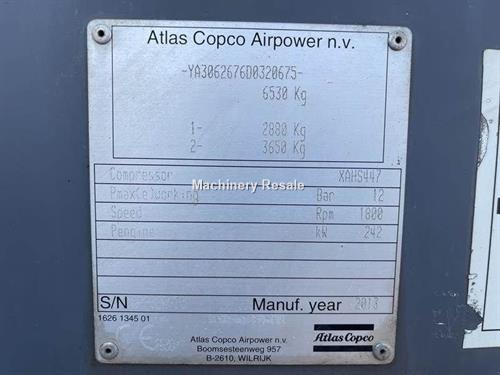 Atlas Copco Airpower n.v.
-YA3062676D0320675-
6530 Kg
1- 2880 Kg
2- 3650 Kg
Compressor XAHS447
Machinery Resale
Pmax(e)working Bar 12
Speed Rpm 1800
Pengine kW 242
S/N Manuf. year 2013
1626 1345 01
CE
Atlas Copco Airpower n.v.
Boomsesteenweg 957
B-2610, WILRIJK
Atlas Copco